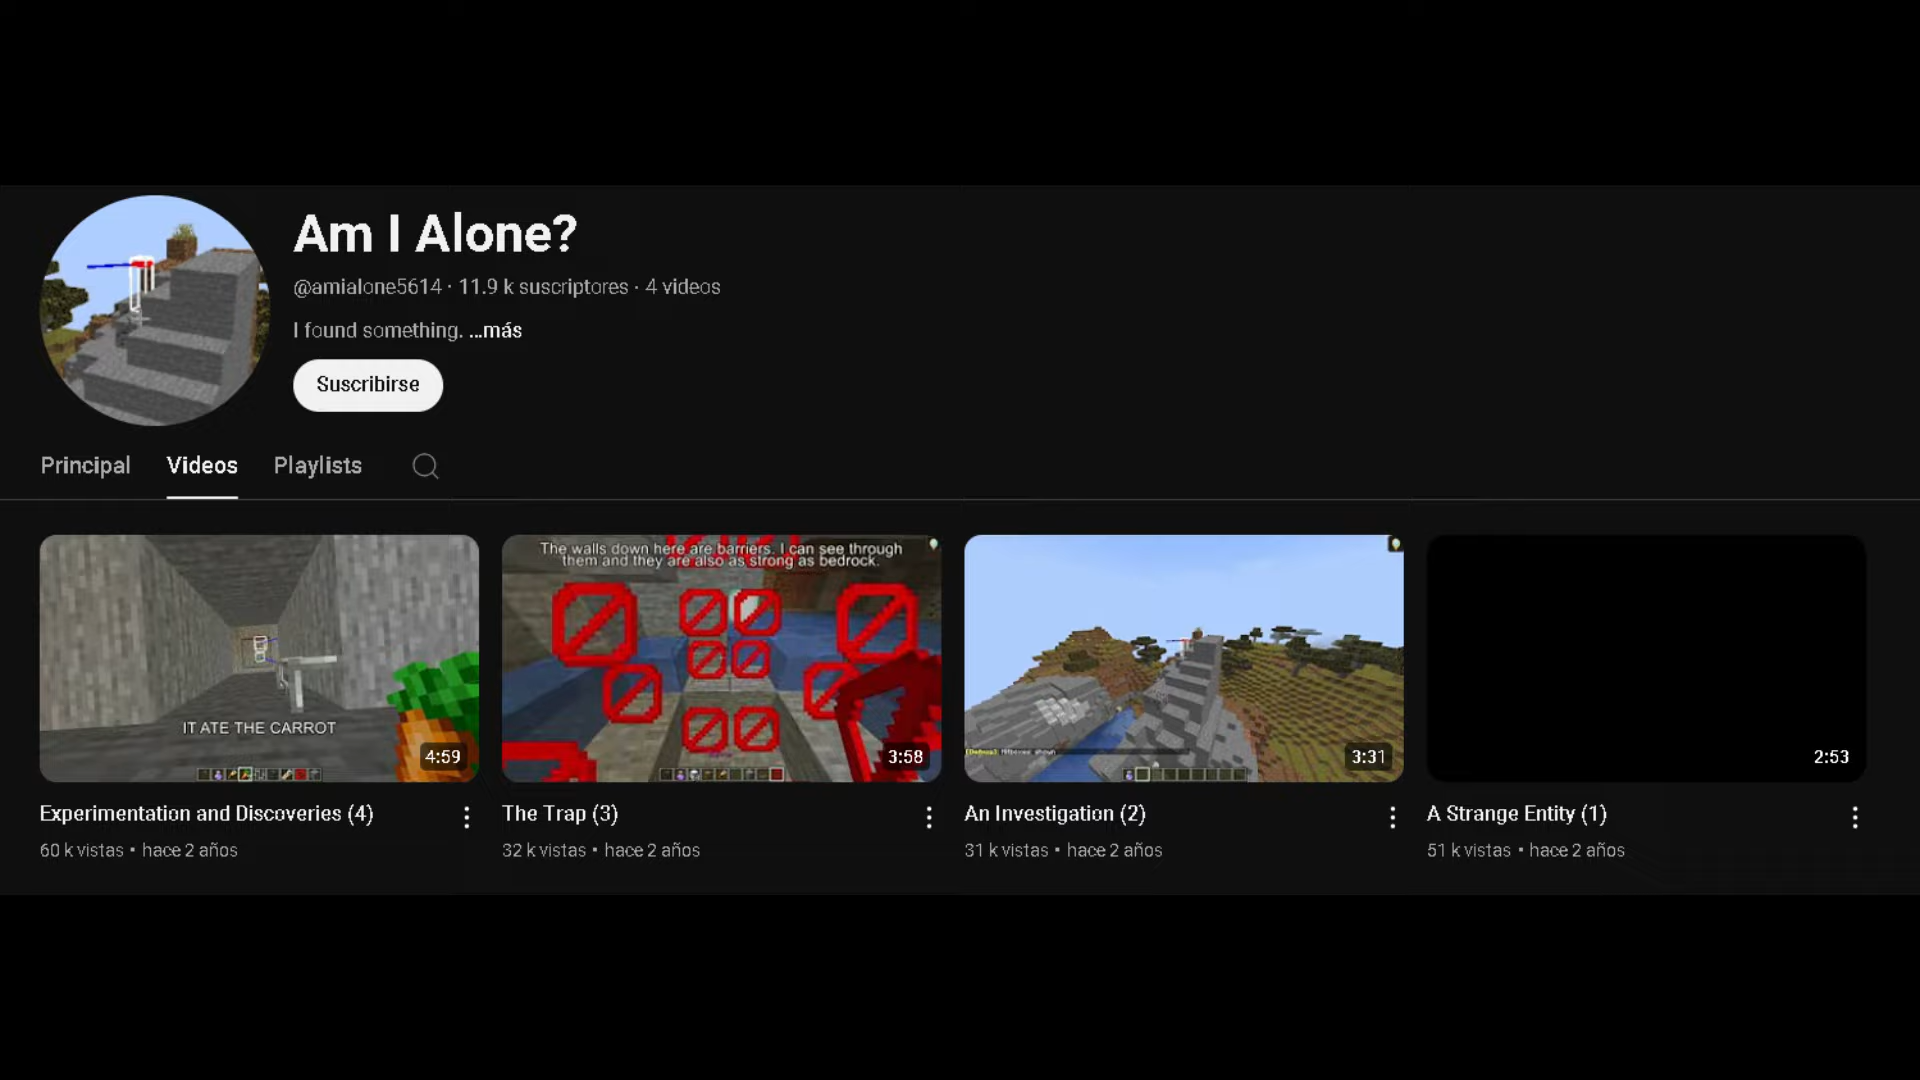 Am I Alone?
@amialone5614 · 11.9 k suscriptores · 4 videos
I found something. ...más
Suscribirse
Principal Videos Playlists
IT ATE THE CARROT
4:59
The walls down here are barriers. I can see through
them and they are also as strong as bedrock.
3:58
[Debug]: Hitboxes: shown
3:31
2:53
Experimentation and Discoveries (4)
60 k vistas • hace 2 años
The Trap (3)
32 k vistas • hace 2 años
An Investigation (2)
31 k vistas • hace 2 años
A Strange Entity (1)
51 k vistas • hace 2 años